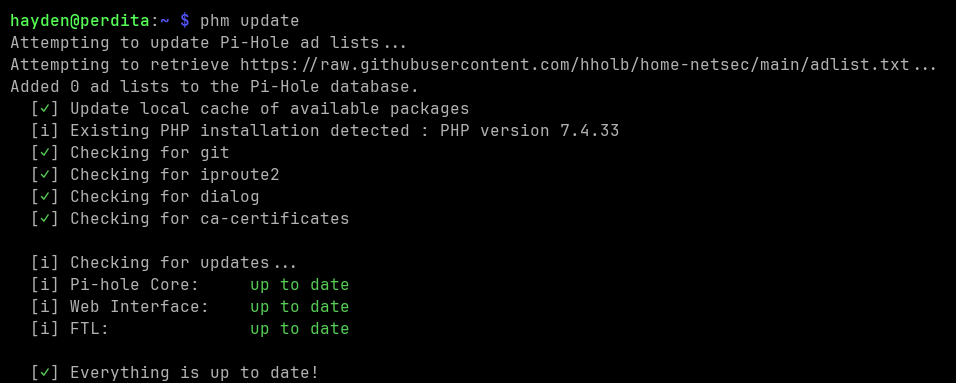 hayden@perdita:~ $ phm update
Attempting to update Pi-Hole ad lists...
Attempting to retrieve https://raw.githubusercontent.com/hholb/home-netsec/main/adlist.txt...
Added 0 ad lists to the Pi-Hole database.
[✓] Update local cache of available packages
[i] Existing PHP installation detected : PHP version 7.4.33
[✓] Checking for git
[✓] Checking for iproute2
[✓] Checking for dialog
[✓] Checking for ca-certificates
[i] Checking for updates...
[i] Pi-hole Core: up to date
[i] Web Interface: up to date
[i] FTL: up to date
[✓] Everything is up to date!